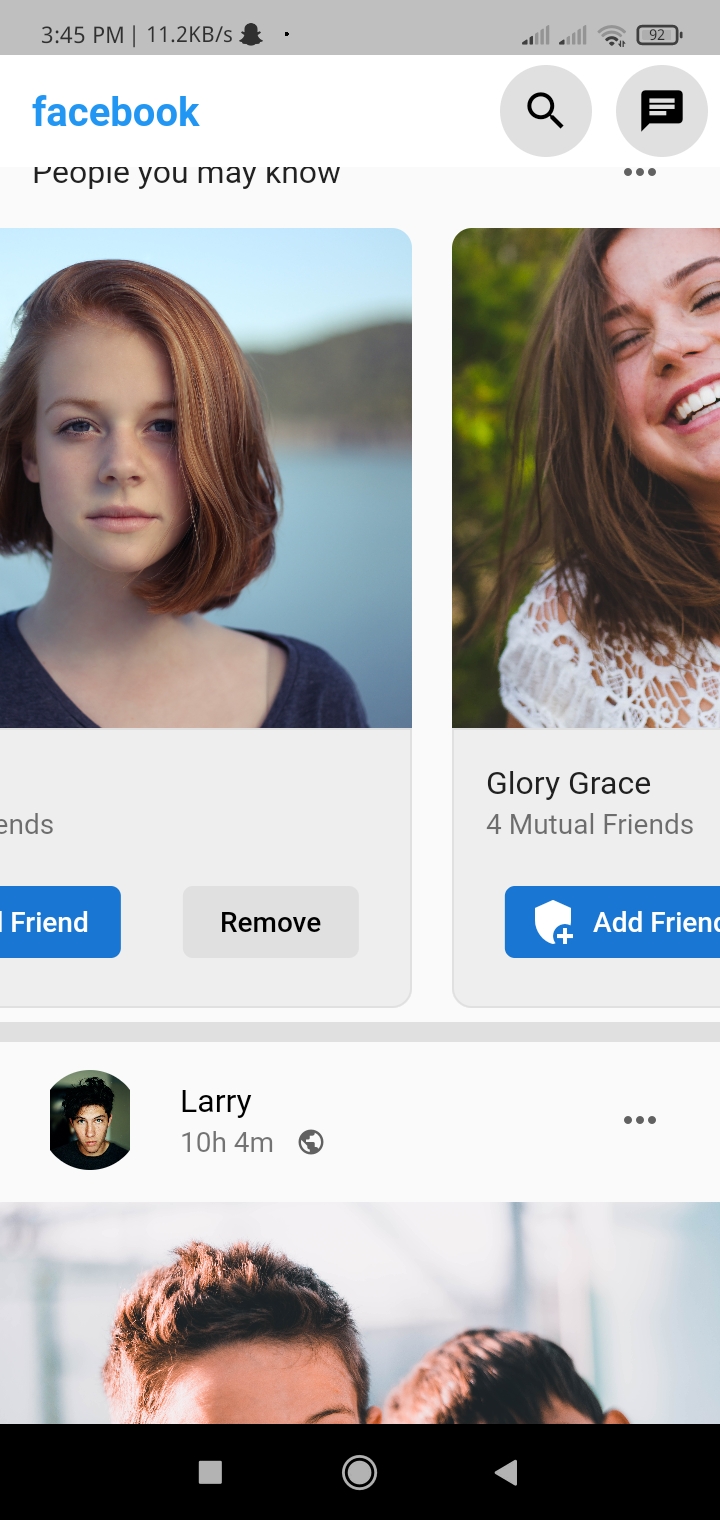 3:45 PM | 11.2KB/s
92
facebook
People you may know
Glory Grace
ends
4 Mutual Friends
Friend
Remove
Add Friend
Larry
10h 4m